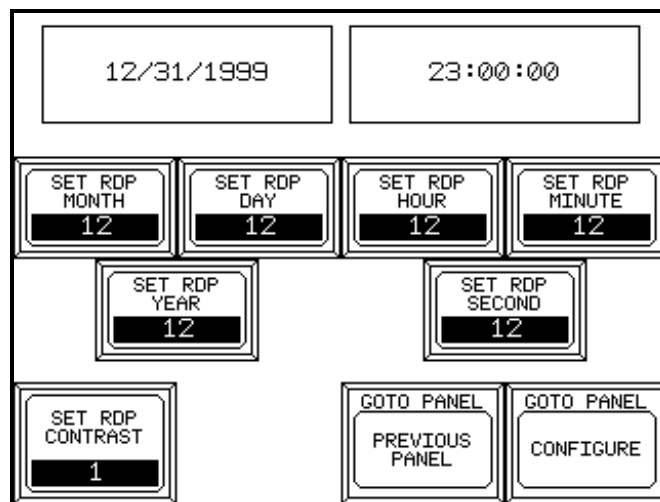 12/31/1999 23:00:00
SET RDP SET RDP SET RDP SET RDP
MONTH DAY HOUR MINUTE
12 12 12 12
SET RDP SET RDP
YEAR SECOND
12 12
SET RDP
CONTRAST
1
GOTO PANEL
PREVIOUS
PANEL
GOTO PANEL
CONFIGURE